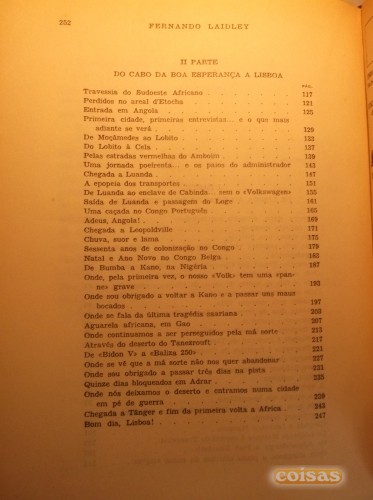 352
FERNANDO LAIDLEY
II PARTE
DO CABO DA BOA ESPERANÇA A LISBOA
PÁG.
Travessia do Sudoeste Africano . . . 117
Perdidos no areal d'Etocha . . . 121
Entrada em Angola . . . 125
Primeira cidade, primeiras entrevistas... e o que mais
adiante se verá . . . 129
De Moçâmedes ao Lobito . . . 133
Do Lobito à Cela . . . 137
Pelas estradas vermelhas do Amboim . . . 139
Uma jornada poeirenta... e os puxos do administrador 143
Chegada a Luanda . . . 147
A epopeia dos transportes . . . 151
De Luanda ao enclave de Cabinda... sem o «Volkswagen» 155
Saída de Luanda e passagem do Loge . . . 161
Uma caçada no Congo Português . . . 165
Adeus, Angola! . . . 169
Chegada a Leopoldville . . . 171
Chuva, suor e lama . . . 175
Sessenta anos de colonização no Congo . . . 179
Natal e Ano Novo no Congo Belga . . . 183
De Bumba a Kano, na Nigéria . . . 187
Onde, pela primeira vez, o nosso «Volk» tem uma «pan-
ne» grave . . . 193
Onde sou obrigado a voltar a Kano e a passar uns maus
bocados . . . 197
Onde se fala da última tragédia saariana . . . 203
Aguarela africana, em Gao . . . 207
Onde continuamos a ser perseguidos pela má sorte . 213
Através do deserto do Tanezrouft . . . 217
De «Bidon V» a «Baliza 250» . . . 221
Onde se vê que a má sorte não nos quer abandonar . 223
Onde sou obrigado a passar três dias na pista . . . 225
Quinze dias bloqueados em Adrar . . . 235
Onde nós deixamos o deserto e entramos numa cidade
em pé de guerra . . . 239
Chegada a Tânger e fim da primeira volta a África . 243
Bom dia, Lisboa! . . . 247
coisas